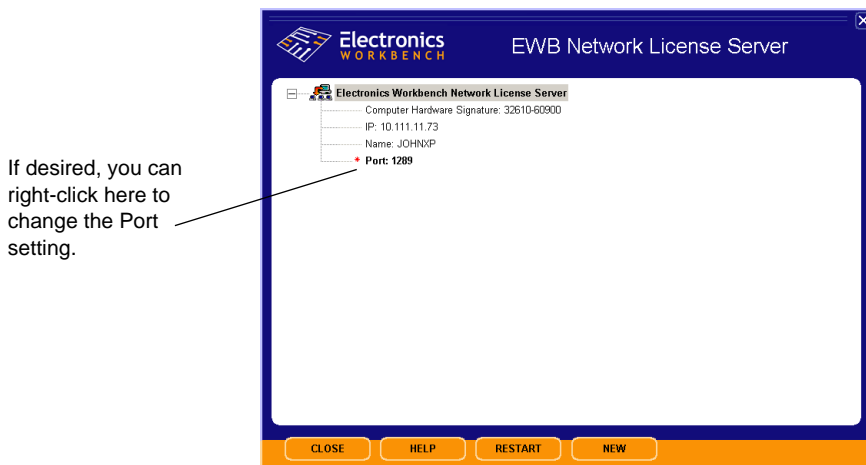 Electronics
WORKBENCH
EWB Network License Server
Electronics Workbench Network License Server
Computer Hardware Signature: 32610-60900
IP: 10.111.11.73
Name: JOHNXP
* Port: 1289
If desired, you can
right-click here to
change the Port
setting.
CLOSE
HELP
RESTART
NEW